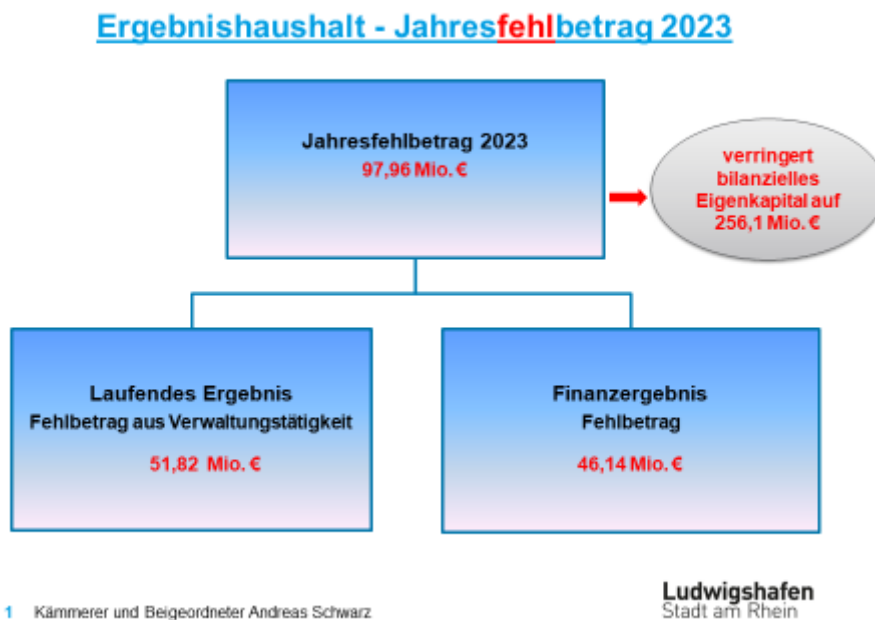 Ergebnishaushalt - Jahresfehlbetrag 2023
Jahresfehlbetrag 2023
97,96 Mio. €
verringert
bilanzielles
Eigenkapital auf
256,1 Mio. €
Laufendes Ergebnis
Fehlbetrag aus Verwaltungstätigkeit
51,82 Mio. €
Finanzergebnis
Fehlbetrag
46,14 Mio. €
1 Kämmerer und Beigeordneter Andreas Schwarz
Ludwigshafen
Stadt am Rhein